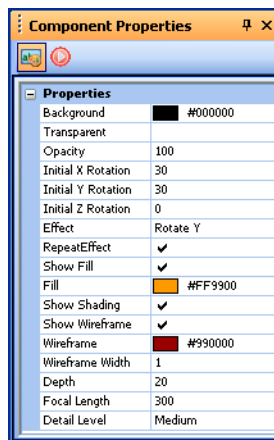 Component Properties
Properties
Background #000000
Transparent
Opacity 100
Initial X Rotation 30
Initial Y Rotation 30
Initial Z Rotation 0
Effect Rotate Y
RepeatEffect
Show Fill
Fill #FF9900
Show Shading
Show Wireframe
Wireframe #990000
Wireframe Width 1
Depth 20
Focal Length 300
Detail Level Medium